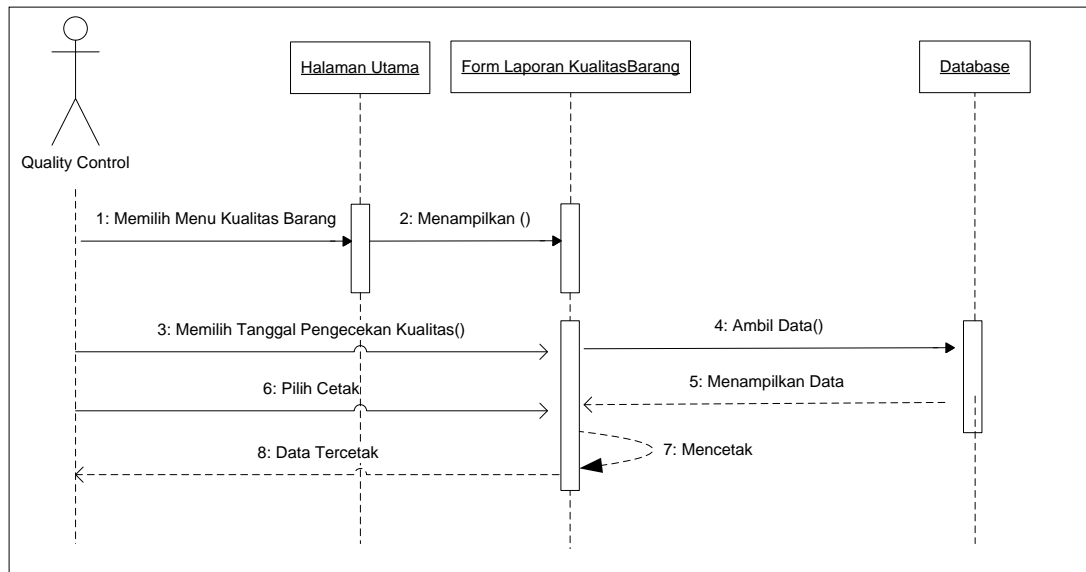 Halaman Utama
Form Laporan KualitasBarang
Database
Quality Control
1: Memilih Menu Kualitas Barang
2: Menampilkan ()
3: Memilih Tanggal Pengecekan Kualitas()
4: Ambil Data()
5: Menampilkan Data
6: Pilih Cetak
7: Mencetak
8: Data Tercetak